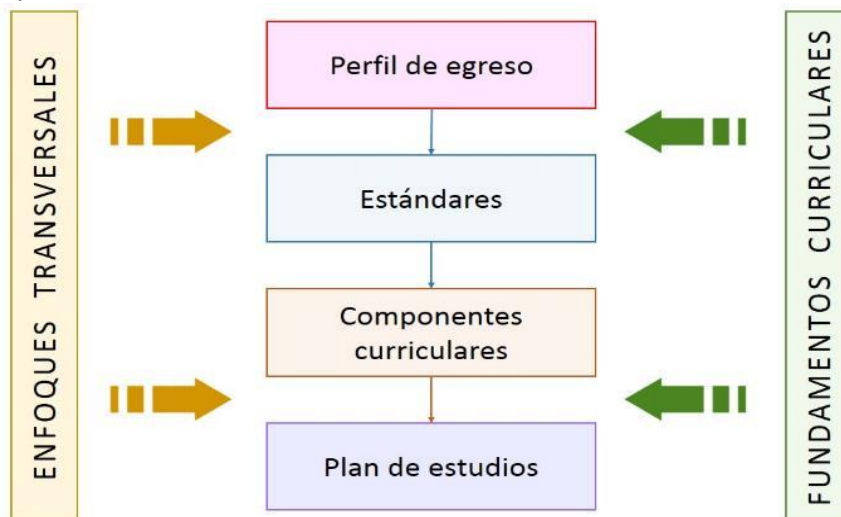 ENFOQUES TRANSVERSALES
Perfil de egreso
Estándares
Componentes
curriculares
Plan de estudios
FUNDAMENTOS CURRICULARES